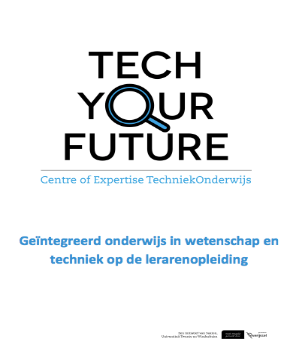 TECH
YOUR
FUTURE
Centre of Expertise TechniekOnderwijs
Geïntegreerd onderwijs in wetenschap en
techniek op de lerarenopleiding